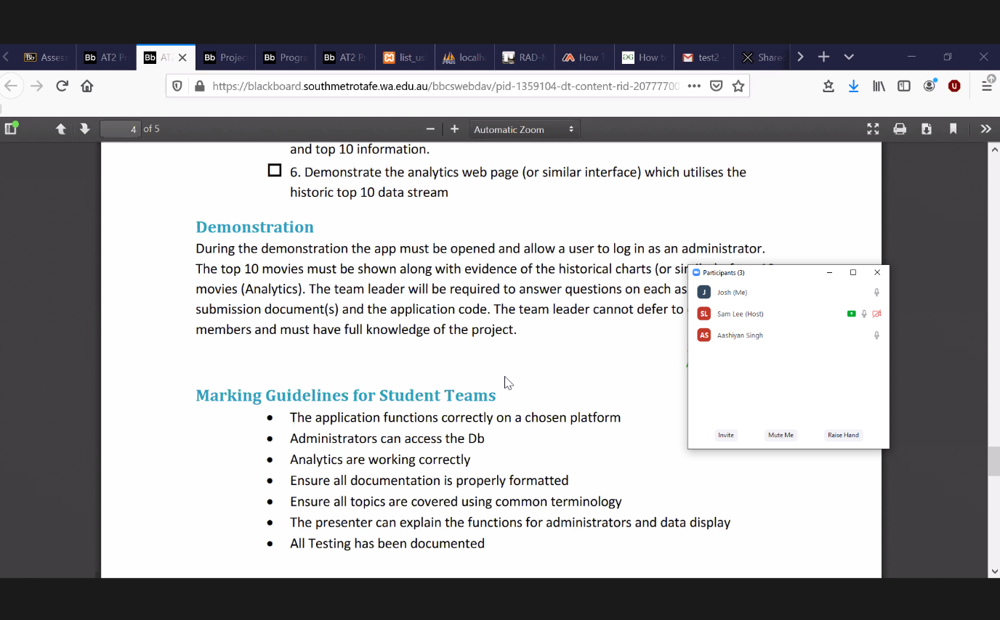 Assess
AT2 Pr
AT
Projec
Progra
AT2 Pr
list_us
localh
RAD-
How T
How t
test2 -
Share
https://blackboard.southmetrotafe.wa.edu.au/bbcswebdav/pid-1359104-dt-content-rid-20777700
4 of 5
Automatic Zoom
and top 10 information.
6. Demonstrate the analytics web page (or similar interface) which utilises the
historic top 10 data stream
Demonstration
During the demonstration the app must be opened and allow a user to log in as an administrator.
The top 10 movies must be shown along with evidence of the historical charts (or
movies (Analytics). The team leader will be required to answer questions on each as
submission document(s) and the application code. The team leader cannot defer to
members and must have full knowledge of the project.
Marking Guidelines for Student Teams
• The application functions correctly on a chosen platform
• Administrators can access the Db
• Analytics are working correctly
• Ensure all documentation is properly formatted
• Ensure all topics are covered using common terminology
• The presenter can explain the functions for administrators and data display
• All Testing has been documented
Participants (3)
J Josh (Me)
SL Sam Lee (Host)
AS Aashiyan Singh
Invite Mute Me Raise Hand